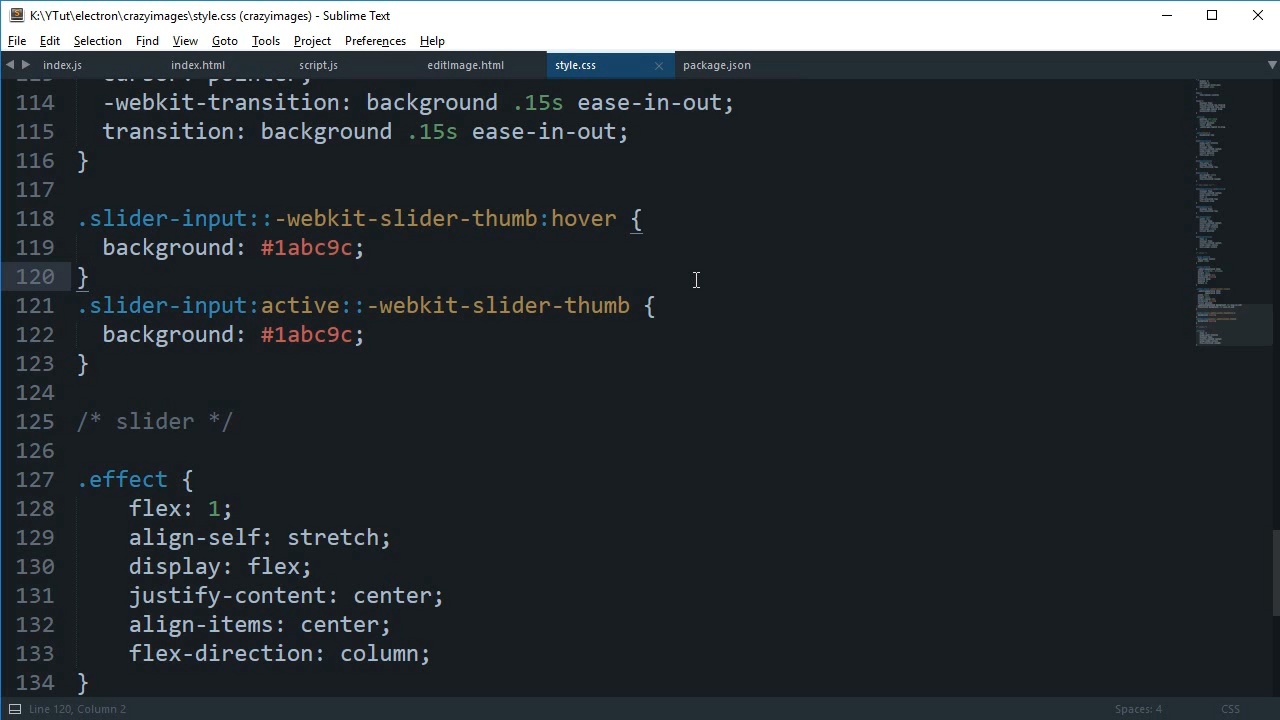 K:\YTut\electron\crazyimages\style.css (crazyimages) - Sublime Text
File Edit Selection Find View Goto Tools Project Preferences Help
index.js index.html script.js editImage.html style.css package.json
113 cursor: pointer;
114 -webkit-transition: background .15s ease-in-out;
115 transition: background .15s ease-in-out;
116 }
117
118 .slider-input::-webkit-slider-thumb:hover {
119 background: #1abc9c;
120 }
121 .slider-input:active::-webkit-slider-thumb {
122 background: #1abc9c;
123 }
124
125 /* slider */
126
127 .effect {
128 flex: 1;
129 align-self: stretch;
130 display: flex;
131 justify-content: center;
132 align-items: center;
133 flex-direction: column;
134 }
Line 120, Column 2 Spaces: 4 CSS